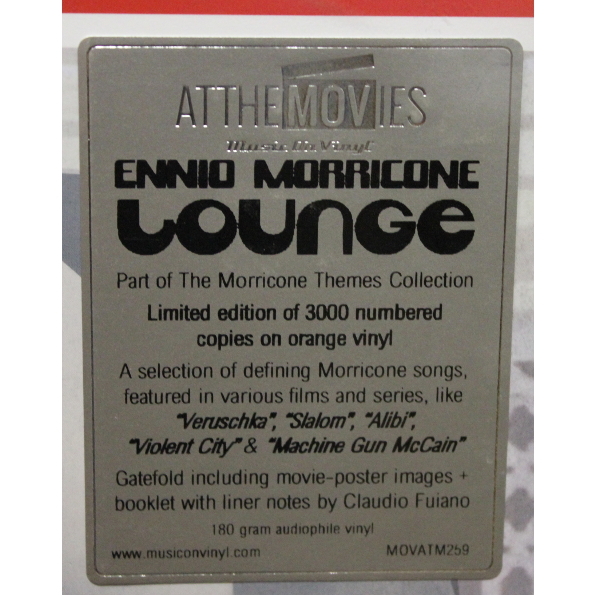 AT THE MOVIES
Music On Vinyl
ENNIO MORRICONE
LOUNGE
Part of The Morricone Themes Collection
Limited edition of 3000 numbered
copies on orange vinyl
A selection of defining Morricone songs,
featured in various films and series, like
"Veruschka", "Slalom", "Alibi",
"Violent City" & "Machine Gun McCain"
Gatefold including movie-poster images +
booklet with liner notes by Claudio Fuiano
180 gram audiophile vinyl
www.musiconvinyl.com MOVATM259